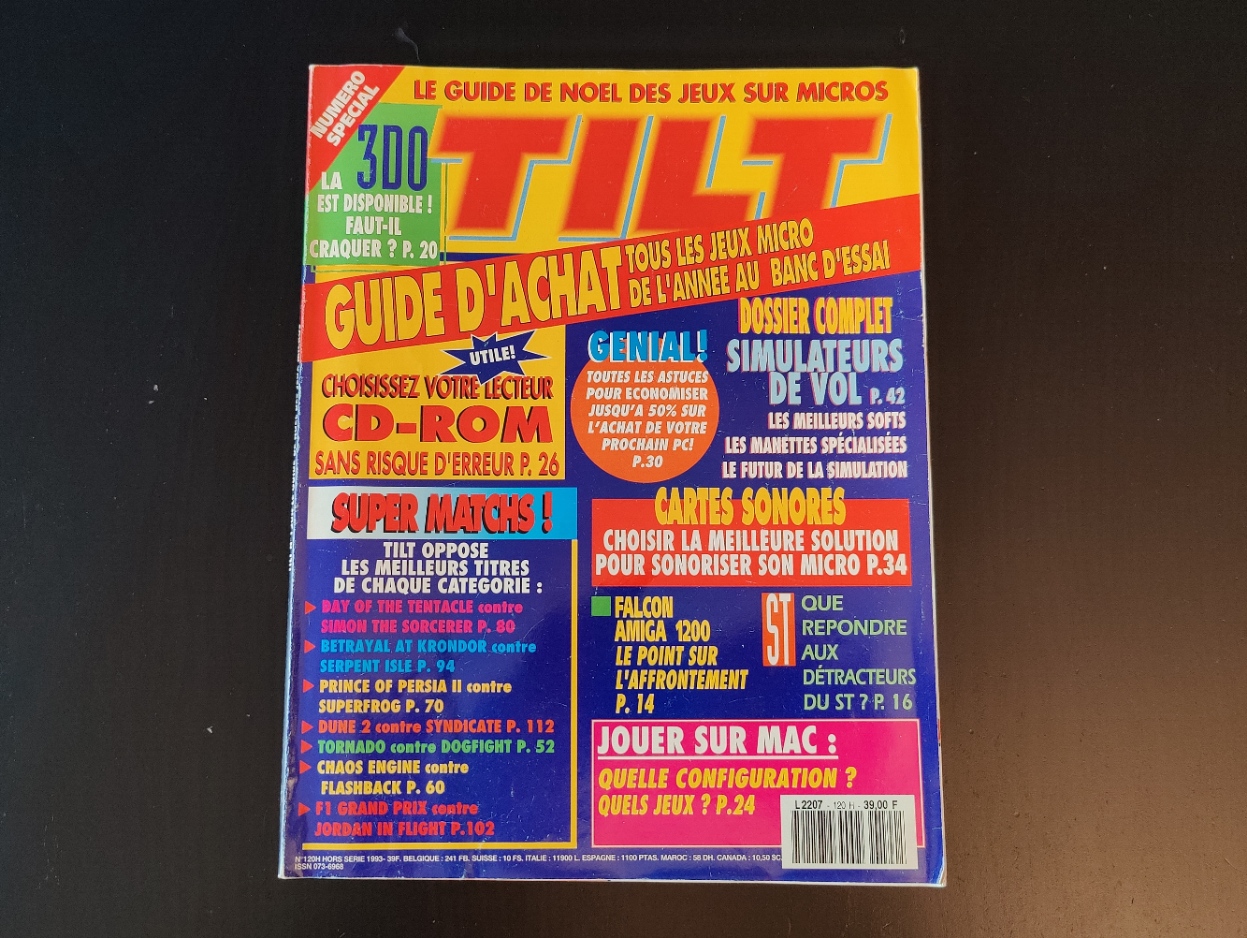 NUMERO
SPECIAL
LE GUIDE DE NOEL DES JEUX SUR MICROS
TILT
LA 3DO
EST DISPONIBLE !
FAUT-IL
CRAQUER ? P. 20
GUIDE D'ACHAT
TOUS LES JEUX MICRO
DE L'ANNEE AU BANC D'ESSAI
UTILE!
CHOISISSEZ VOTRE LECTEUR
CD-ROM
SANS RISQUE D'ERREUR P. 26
GENIAL!
TOUTES LES ASTUCES
POUR ECONOMISER
JUSQU'A 50% SUR
L'ACHAT DE VOTRE
PROCHAIN PC!
P.30
DOSSIER COMPLET
SIMULATEURS
DE VOL P. 42
LES MEILLEURS SOFTS
LES MANETTES SPÉCIALISÉES
LE FUTUR DE LA SIMULATION
SUPER MATCHS !
TILT OPPOSE
LES MEILLEURS TITRES
DE CHAQUE CATEGORIE :
DAY OF THE TENTACLE contre
SIMON THE SORCERER P. 80
BETRAYAL AT KRONDOR contre
SERPENT ISLE P. 94
PRINCE OF PERSIA II contre
SUPERFROG P. 70
DUNE 2 contre SYNDICATE P. 112
TORNADO contre DOGFIGHT P. 52
CHAOS ENGINE contre
FLASHBACK P. 60
F1 GRAND PRIX contre
JORDAN IN FLIGHT P.102
CARTES SONORES
CHOISIR LA MEILLEURE SOLUTION
POUR SONORISER SON MICRO P.34
FALCON
AMIGA 1200
LE POINT SUR
L'AFFRONTEMENT
P. 14
ST
QUE
REPONDRE
AUX
DÉTRACTEURS
DU ST ? P. 16
JOUER SUR MAC :
QUELLE CONFIGURATION ?
QUELS JEUX ? P.24
L 2207 - 120 H - 39,00 F
N°120H HORS SERIE 1993- 39F. BELGIQUE : 241 FB. SUISSE : 10 FS. ITALIE : 11900 L. ESPAGNE : 1100 PTAS. MAROC : 58 DH. CANADA : 10,50 $C.
ISSN 073-6968